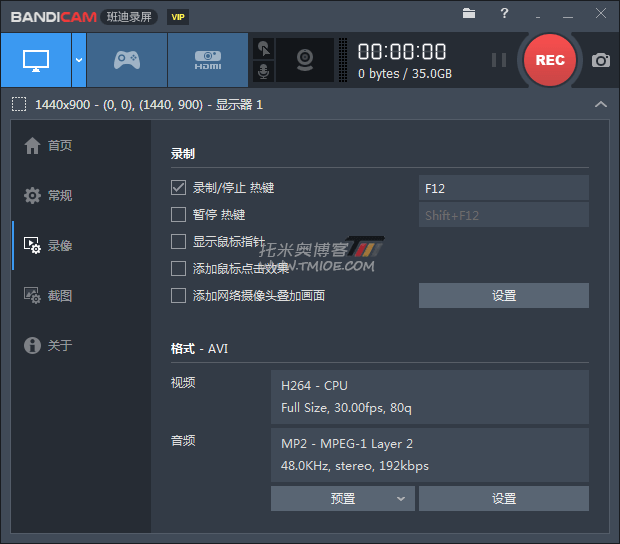 BANDICAM 班迪录屏 VIP
?
HDMI
00:00:00
0 bytes / 35.0GB
REC
1440x900 - (0, 0), (1440, 900) - 显示器 1
首页
常规
录像
截图
关于
录制
录制/停止 热键
F12
暂停 热键
Shift+F12
显示鼠标指针
添加鼠标点击效果
添加网络摄像头叠加画面
设置
托米奥博客
WWW.TMIOE.COM
格式 - AVI
视频
H264 - CPU
Full Size, 30.00fps, 80q
音频
MP2 - MPEG-1 Layer 2
48.0KHz, stereo, 192kbps
预置
设置